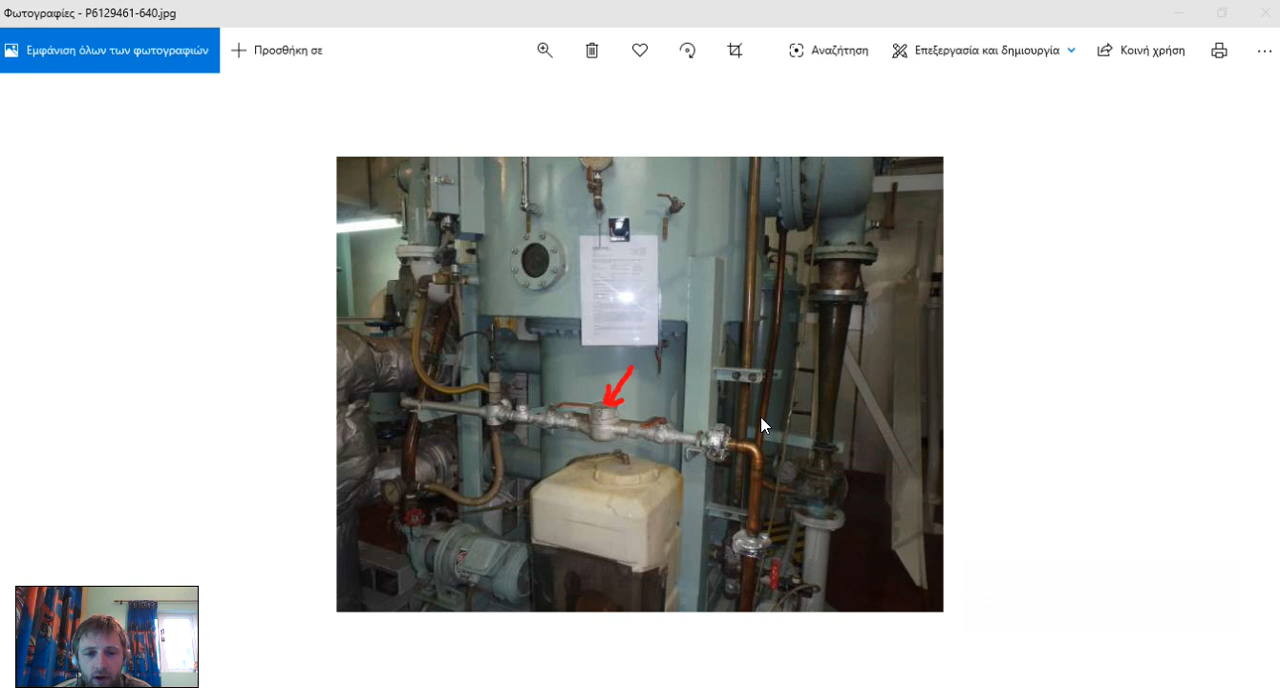 Φωτογραφίες - P6129461-640.jpg
Εμφάνιση όλων των φωτογραφιών
Προσθήκη σε
Αναζήτηση
Επεξεργασία και δημιουργία
Κοινή χρήση